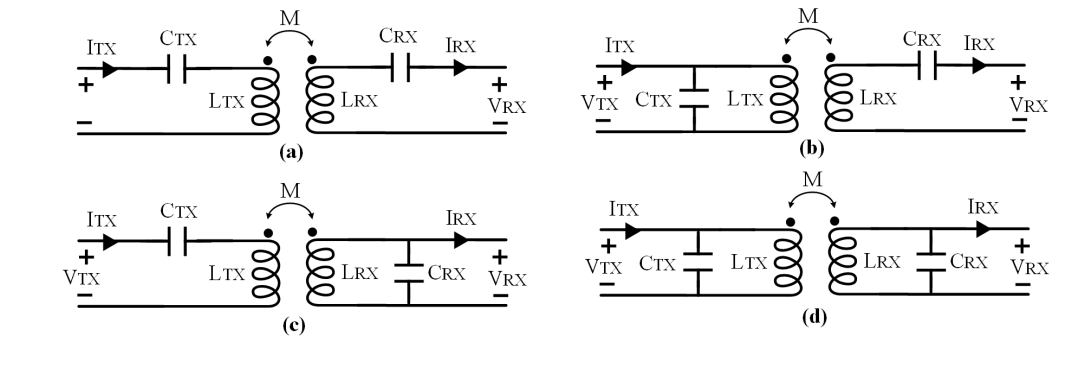 M
ITX CTX CRX IRX
+ LTX LRX + VRX
− −
(a)
M
ITX CRX IRX
+ VTX − CTX LTX LRX + VRX −
(b)
M
ITX CTX IRX
+ VTX − LTX LRX CRX + VRX −
(c)
M
ITX IRX
+ VTX − CTX LTX LRX CRX + VRX −
(d)